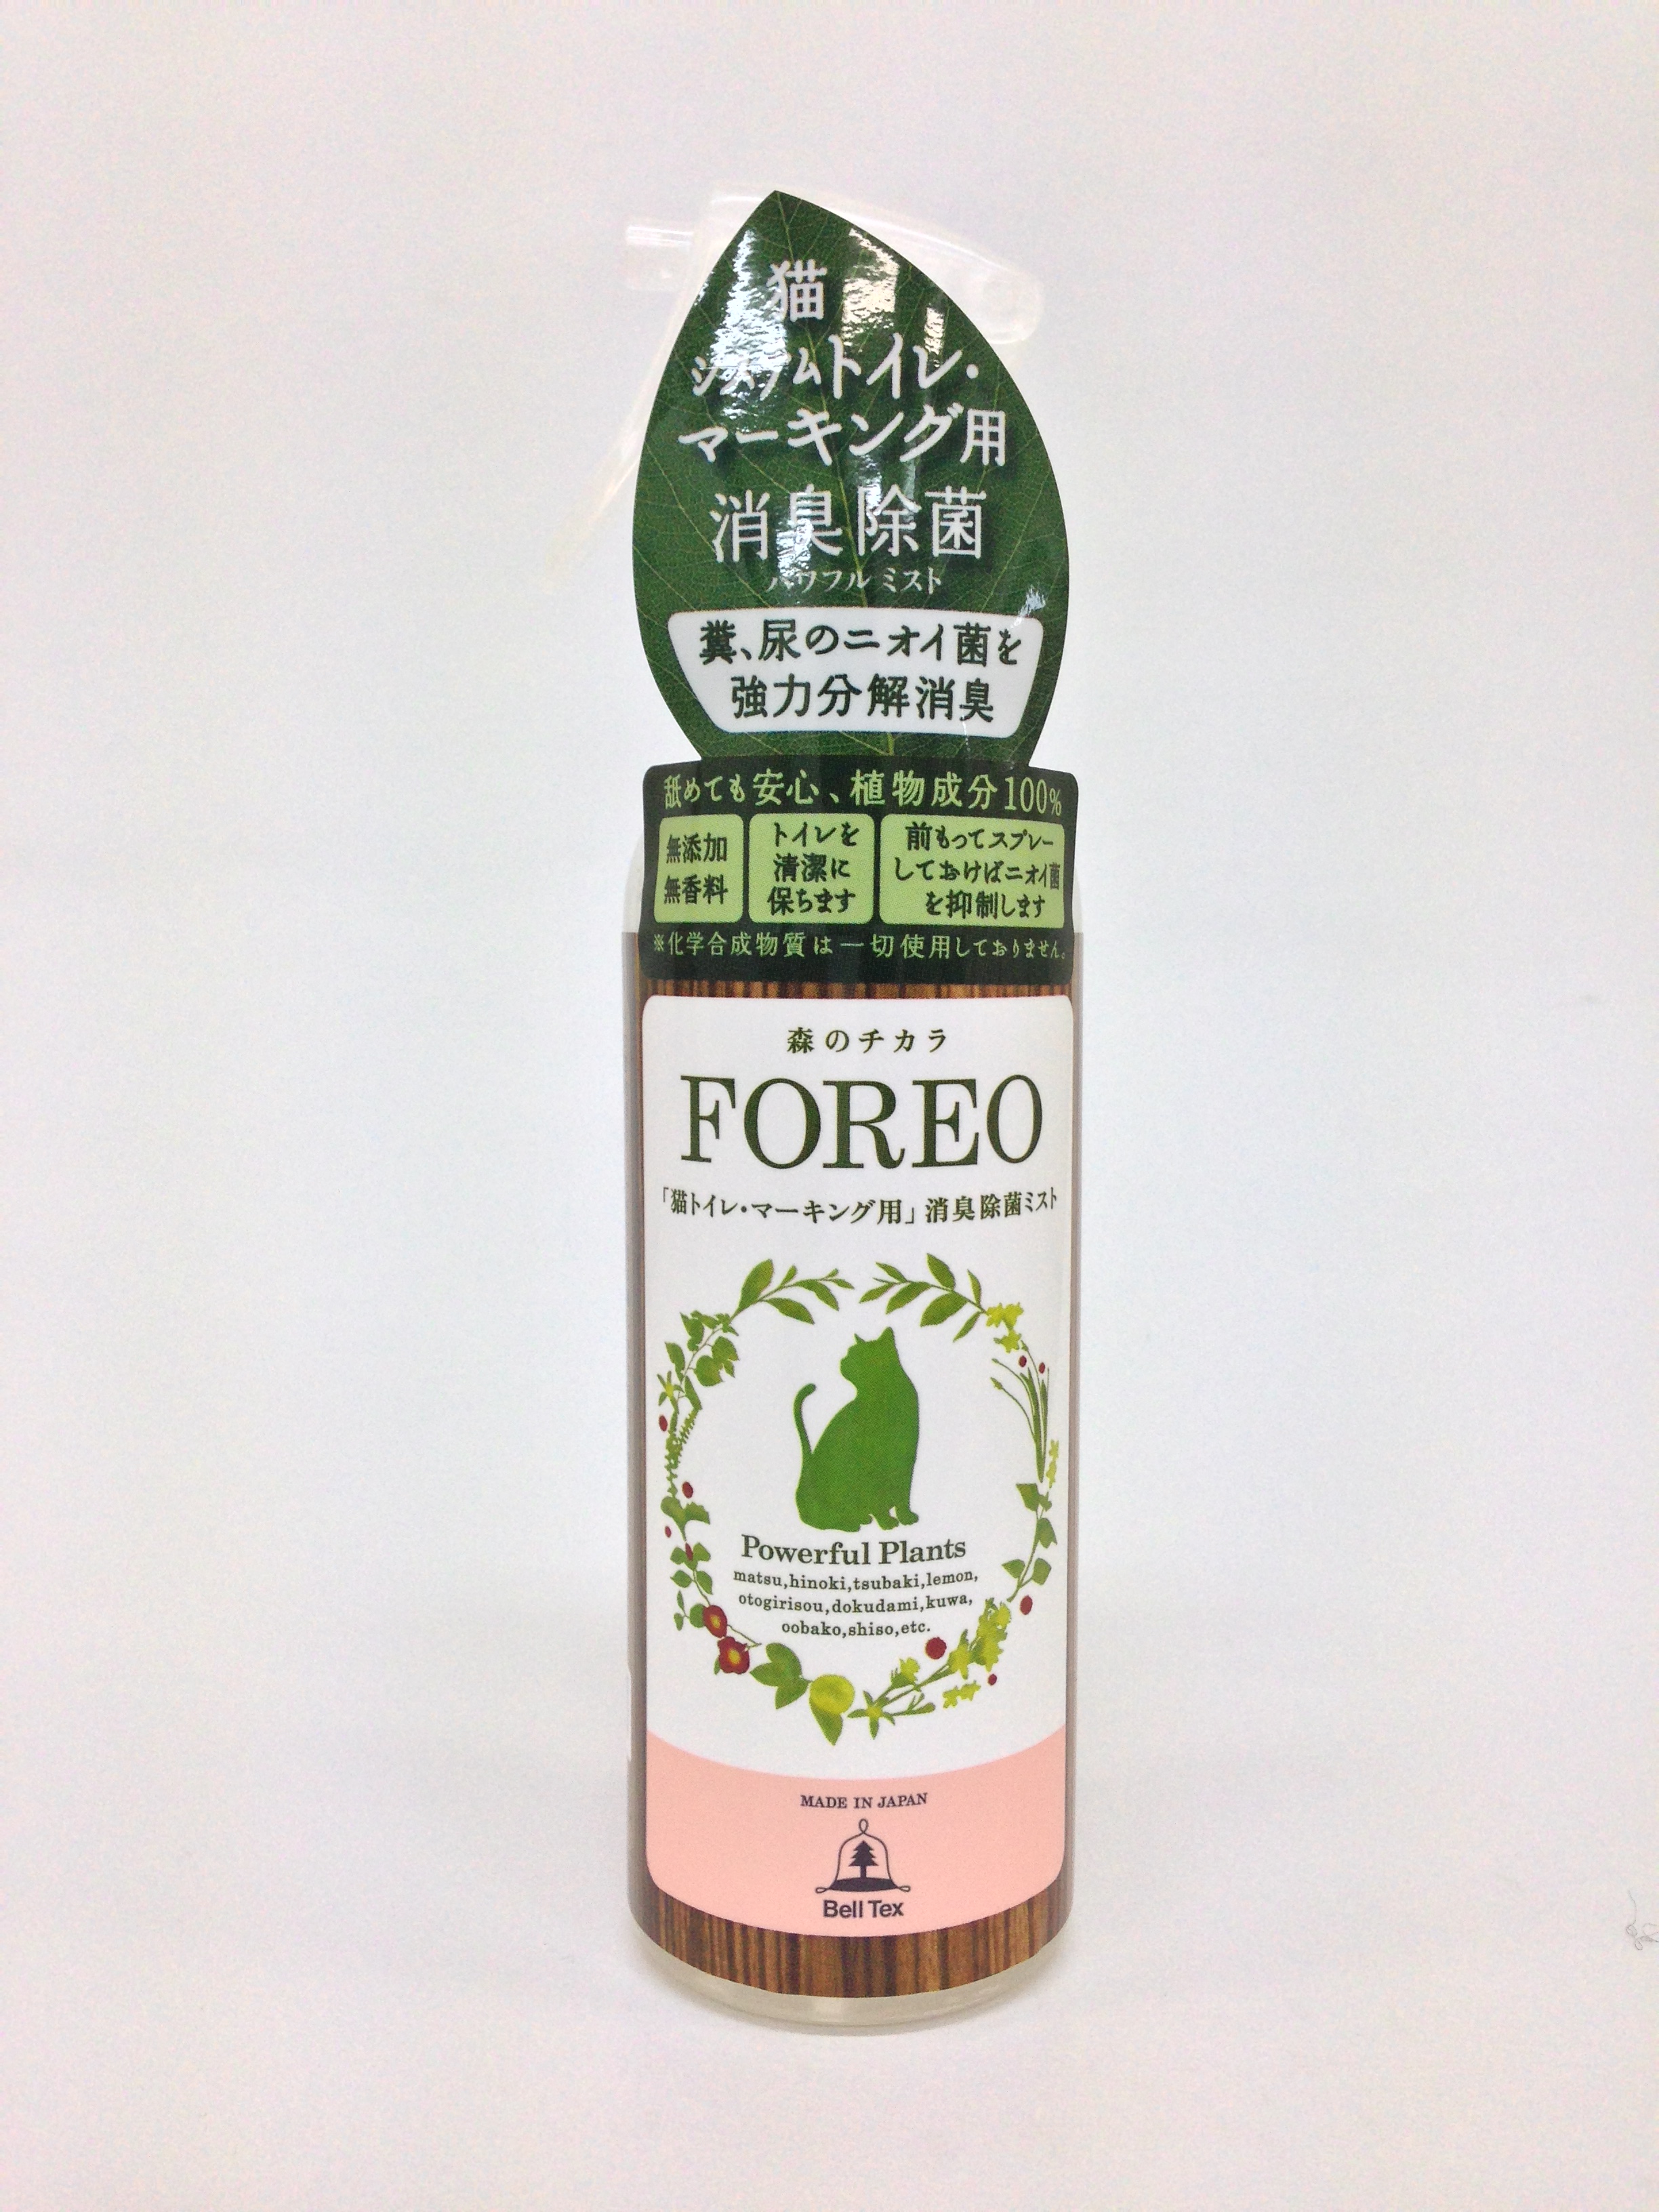 猫
システムトイレ・
マーキング用
消臭除菌
パワフルミスト
糞、尿のニオイ菌を
強力分解消臭
舐めても安心、植物成分100%
無添加
無香料
トイレを
清潔に
保ちます
前もってスプレー
しておけばニオイ菌
を抑制します
※化学合成物質は一切使用しておりません。
森のチカラ
FOREO
「猫トイレ・マーキング用」消臭除菌ミスト
Powerful Plants
matsu,hinoki,tsubaki,lemon,
otogirisou,dokudami,kuwa,
oobako,shiso,etc.
MADE IN JAPAN
Bell Tex